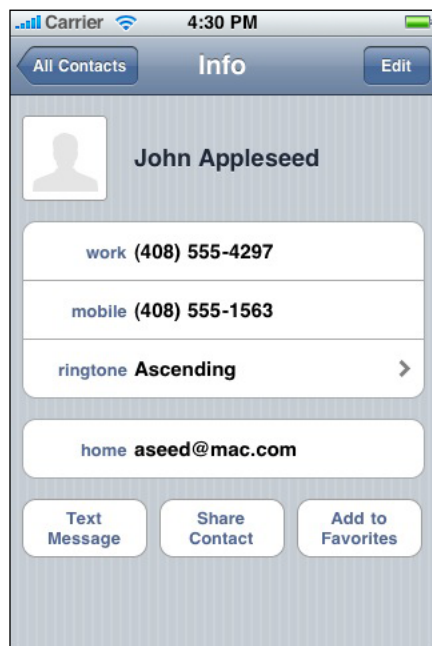 Carrier 4:30 PM
All Contacts Info Edit
John Appleseed
work (408) 555-4297
mobile (408) 555-1563
ringtone Ascending
home aseed@mac.com
Text Message
Share Contact
Add to Favorites